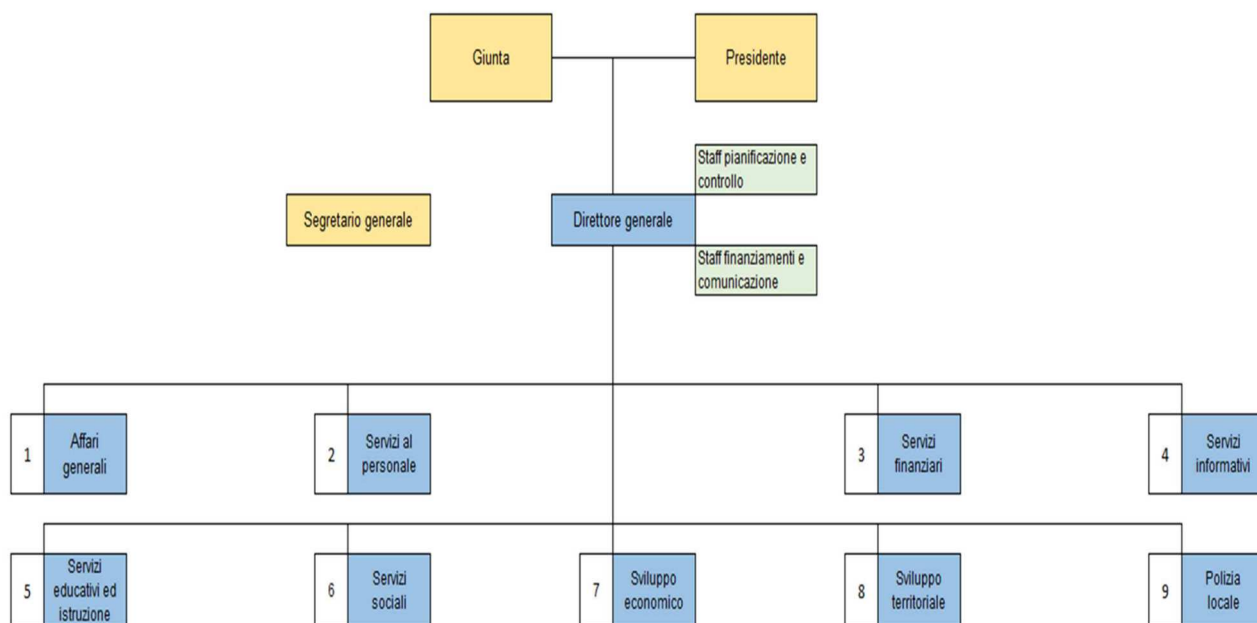 Giunta
Presidente
Staff pianificazione e
controllo
Segretario generale
Direttore generale
Staff finanziamenti e
comunicazione
1
Affari
generali
2
Servizi al
personale
3
Servizi
finanziari
4
Servizi
informativi
5
Servizi
educativi ed
istruzione
6
Servizi
sociali
7
Sviluppo
economico
8
Sviluppo
territoriale
9
Polizia
locale